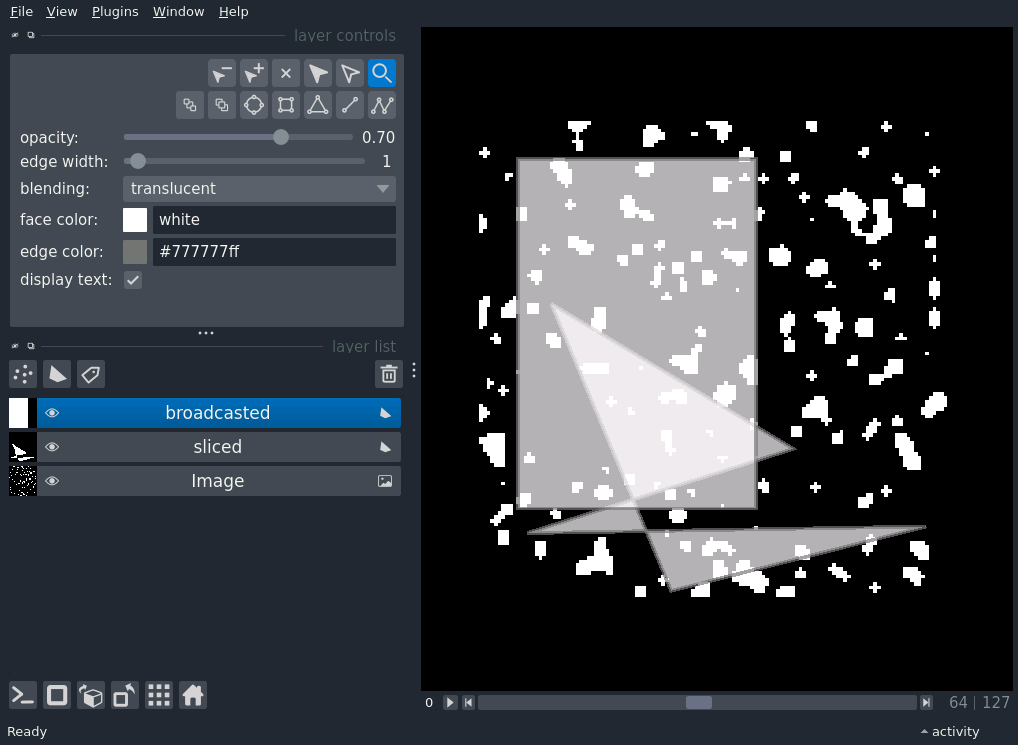 File View Plugins Window Help
layer controls
opacity: 0.70
edge width: 1
blending: translucent
face color: white
edge color: #777777ff
display text:
layer list
broadcasted
sliced
Image
0 64 | 127
Ready activity